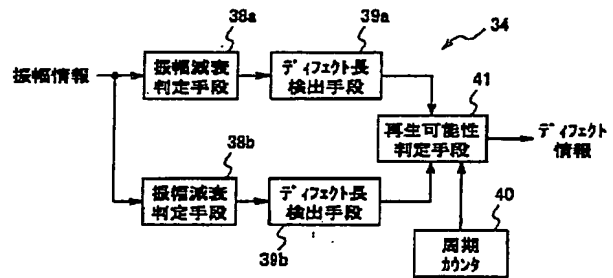 38a
39a
34
振幅情報
振幅減衰
判定手段
ディフェクト長
検出手段
41
再生可能性
判定手段
ディフェクト
情報
38b
振幅減衰
判定手段
ディフェクト長
検出手段
39b
40
周期
カウンタ